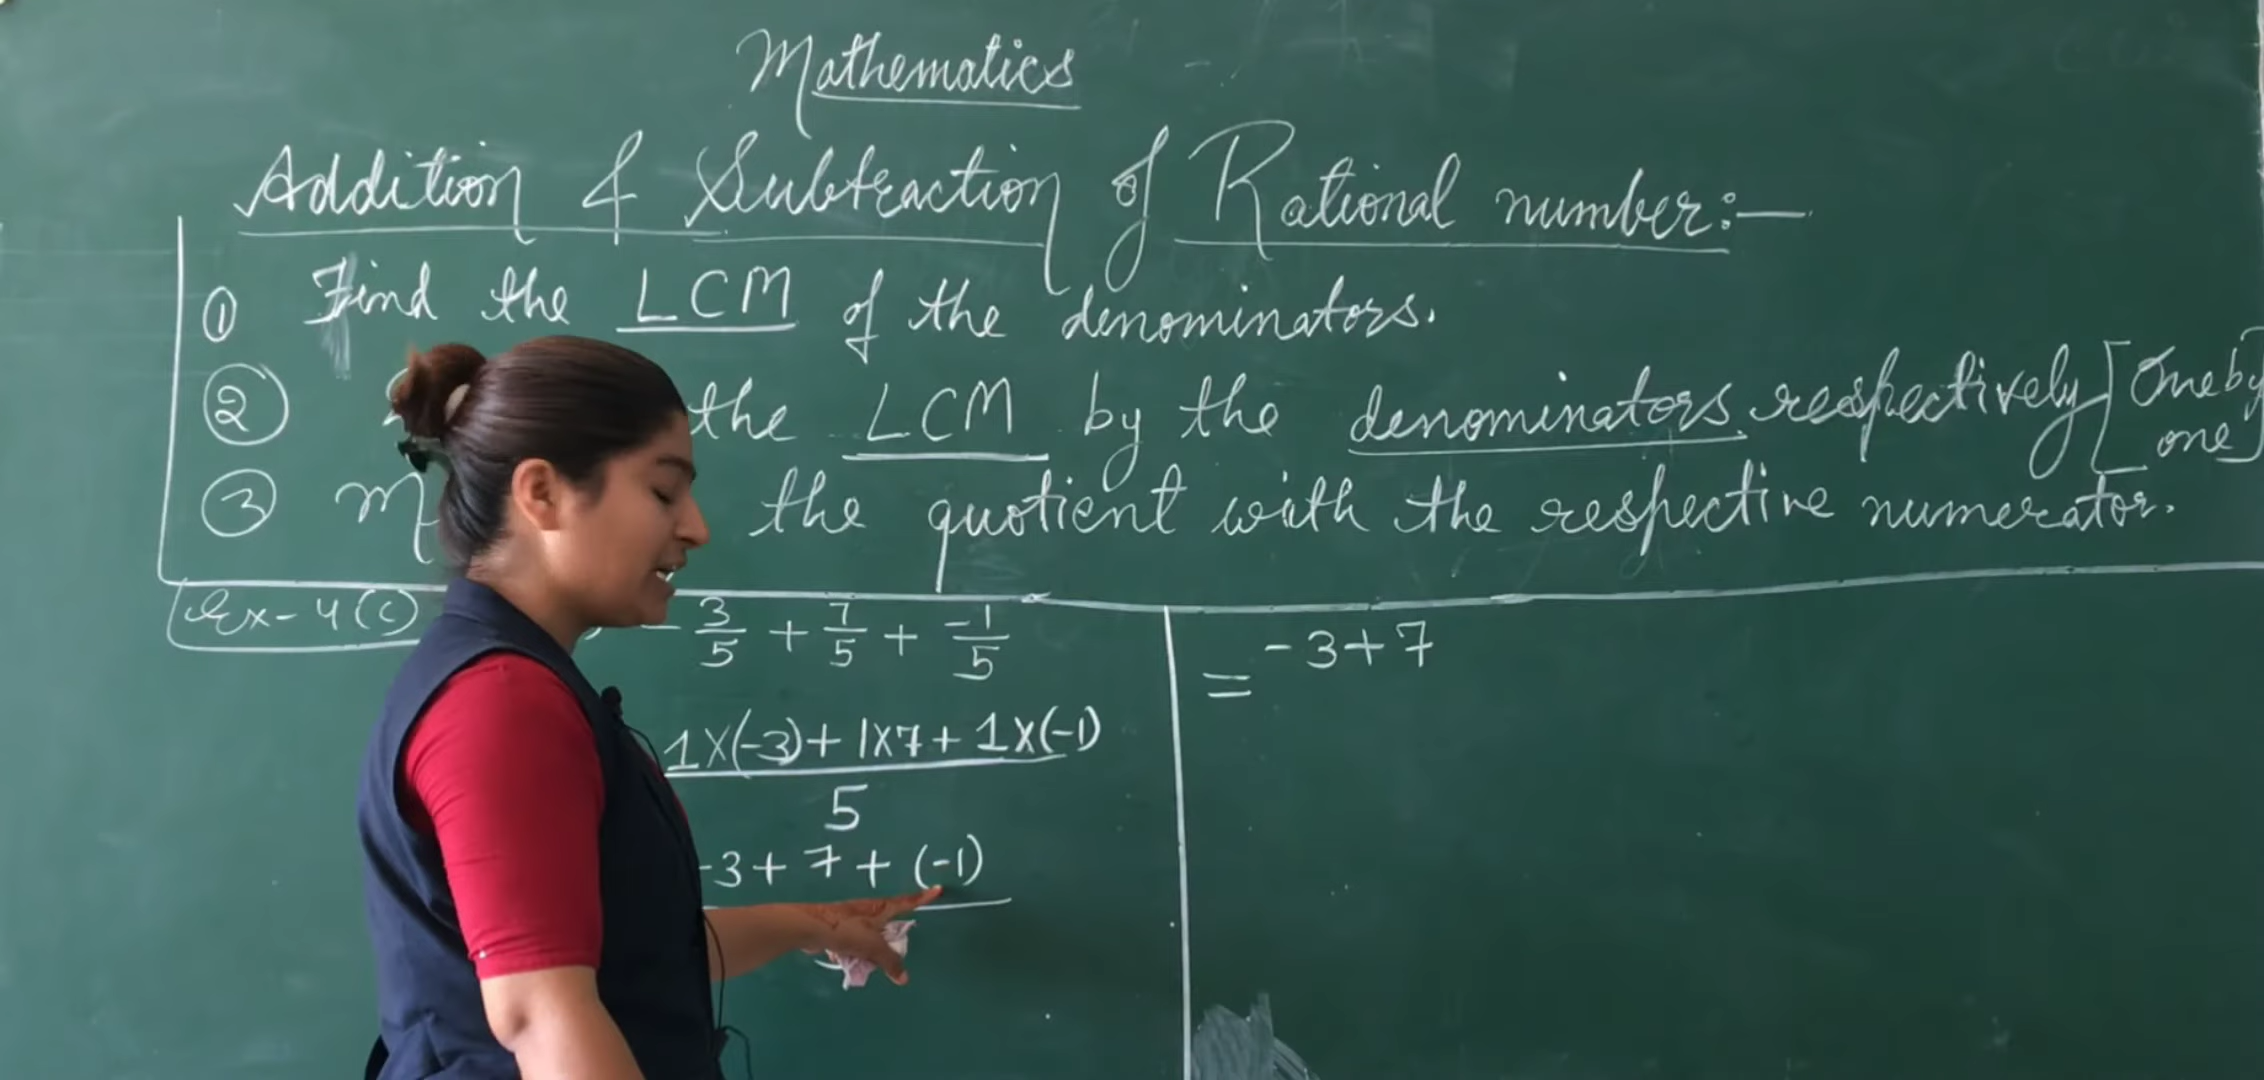 Mathematics
Addition & Subtraction of Rational number:—
① Find the LCM of the denominators.
② the LCM by the denominators respectively [One by one]
③ the quotient with the respective numerator.
Ex-4(c)
-3/5 + 7/5 + -1/5
1×(-3)+1×7+1×(-1)
5
-3+7+(-1)
= -3+7